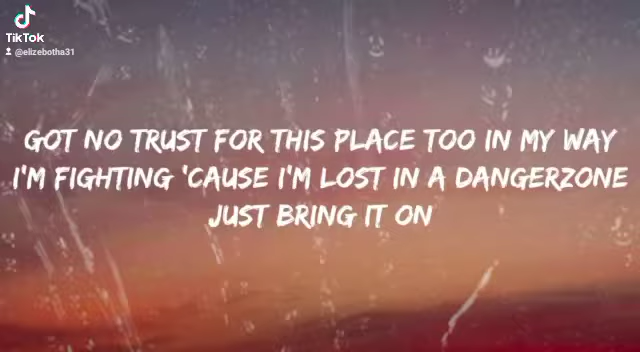 TikTok
@elizebotha31
GOT NO TRUST FOR THIS PLACE TOO IN MY WAY
I'M FIGHTING 'CAUSE I'M LOST IN A DANGERZONE
JUST BRING IT ON